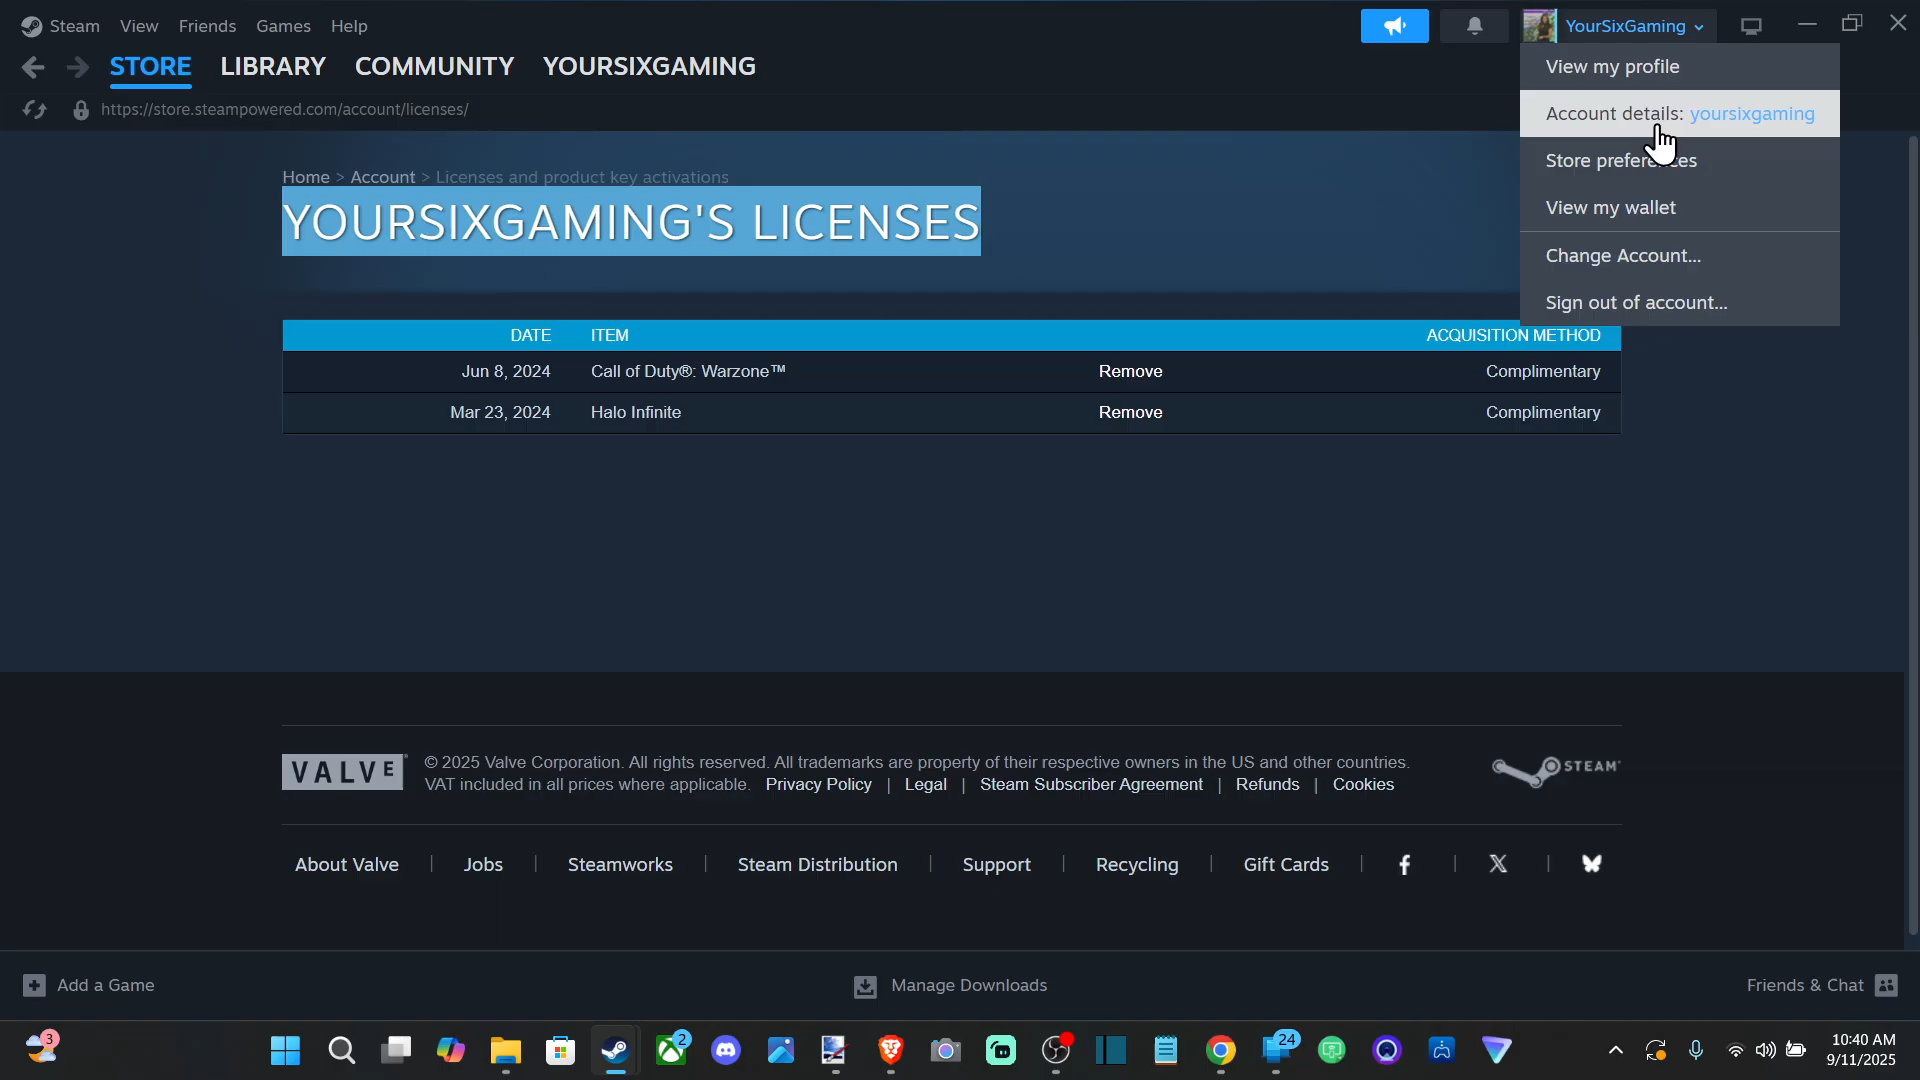 Steam View Friends Games Help YourSixGaming
STORE LIBRARY COMMUNITY YOURSIXGAMING
https://store.steampowered.com/account/licenses/
View my profile
Account details: yoursixgaming
Store preferences
View my wallet
Change Account...
Sign out of account...
Home > Account > Licenses and product key activations
YOURSIXGAMING'S LICENSES
DATE ITEM ACQUISITION METHOD
Jun 8, 2024 Call of Duty®: Warzone™ Remove Complimentary
Mar 23, 2024 Halo Infinite Remove Complimentary
VALVE® © 2025 Valve Corporation. All rights reserved. All trademarks are property of their respective owners in the US and other countries. STEAM
VAT included in all prices where applicable. Privacy Policy | Legal | Steam Subscriber Agreement | Refunds | Cookies
About Valve | Jobs | Steamworks | Steam Distribution | Support | Recycling | Gift Cards | f | X |
Add a Game Manage Downloads Friends & Chat
3 2 24 10:40 AM
9/11/2025